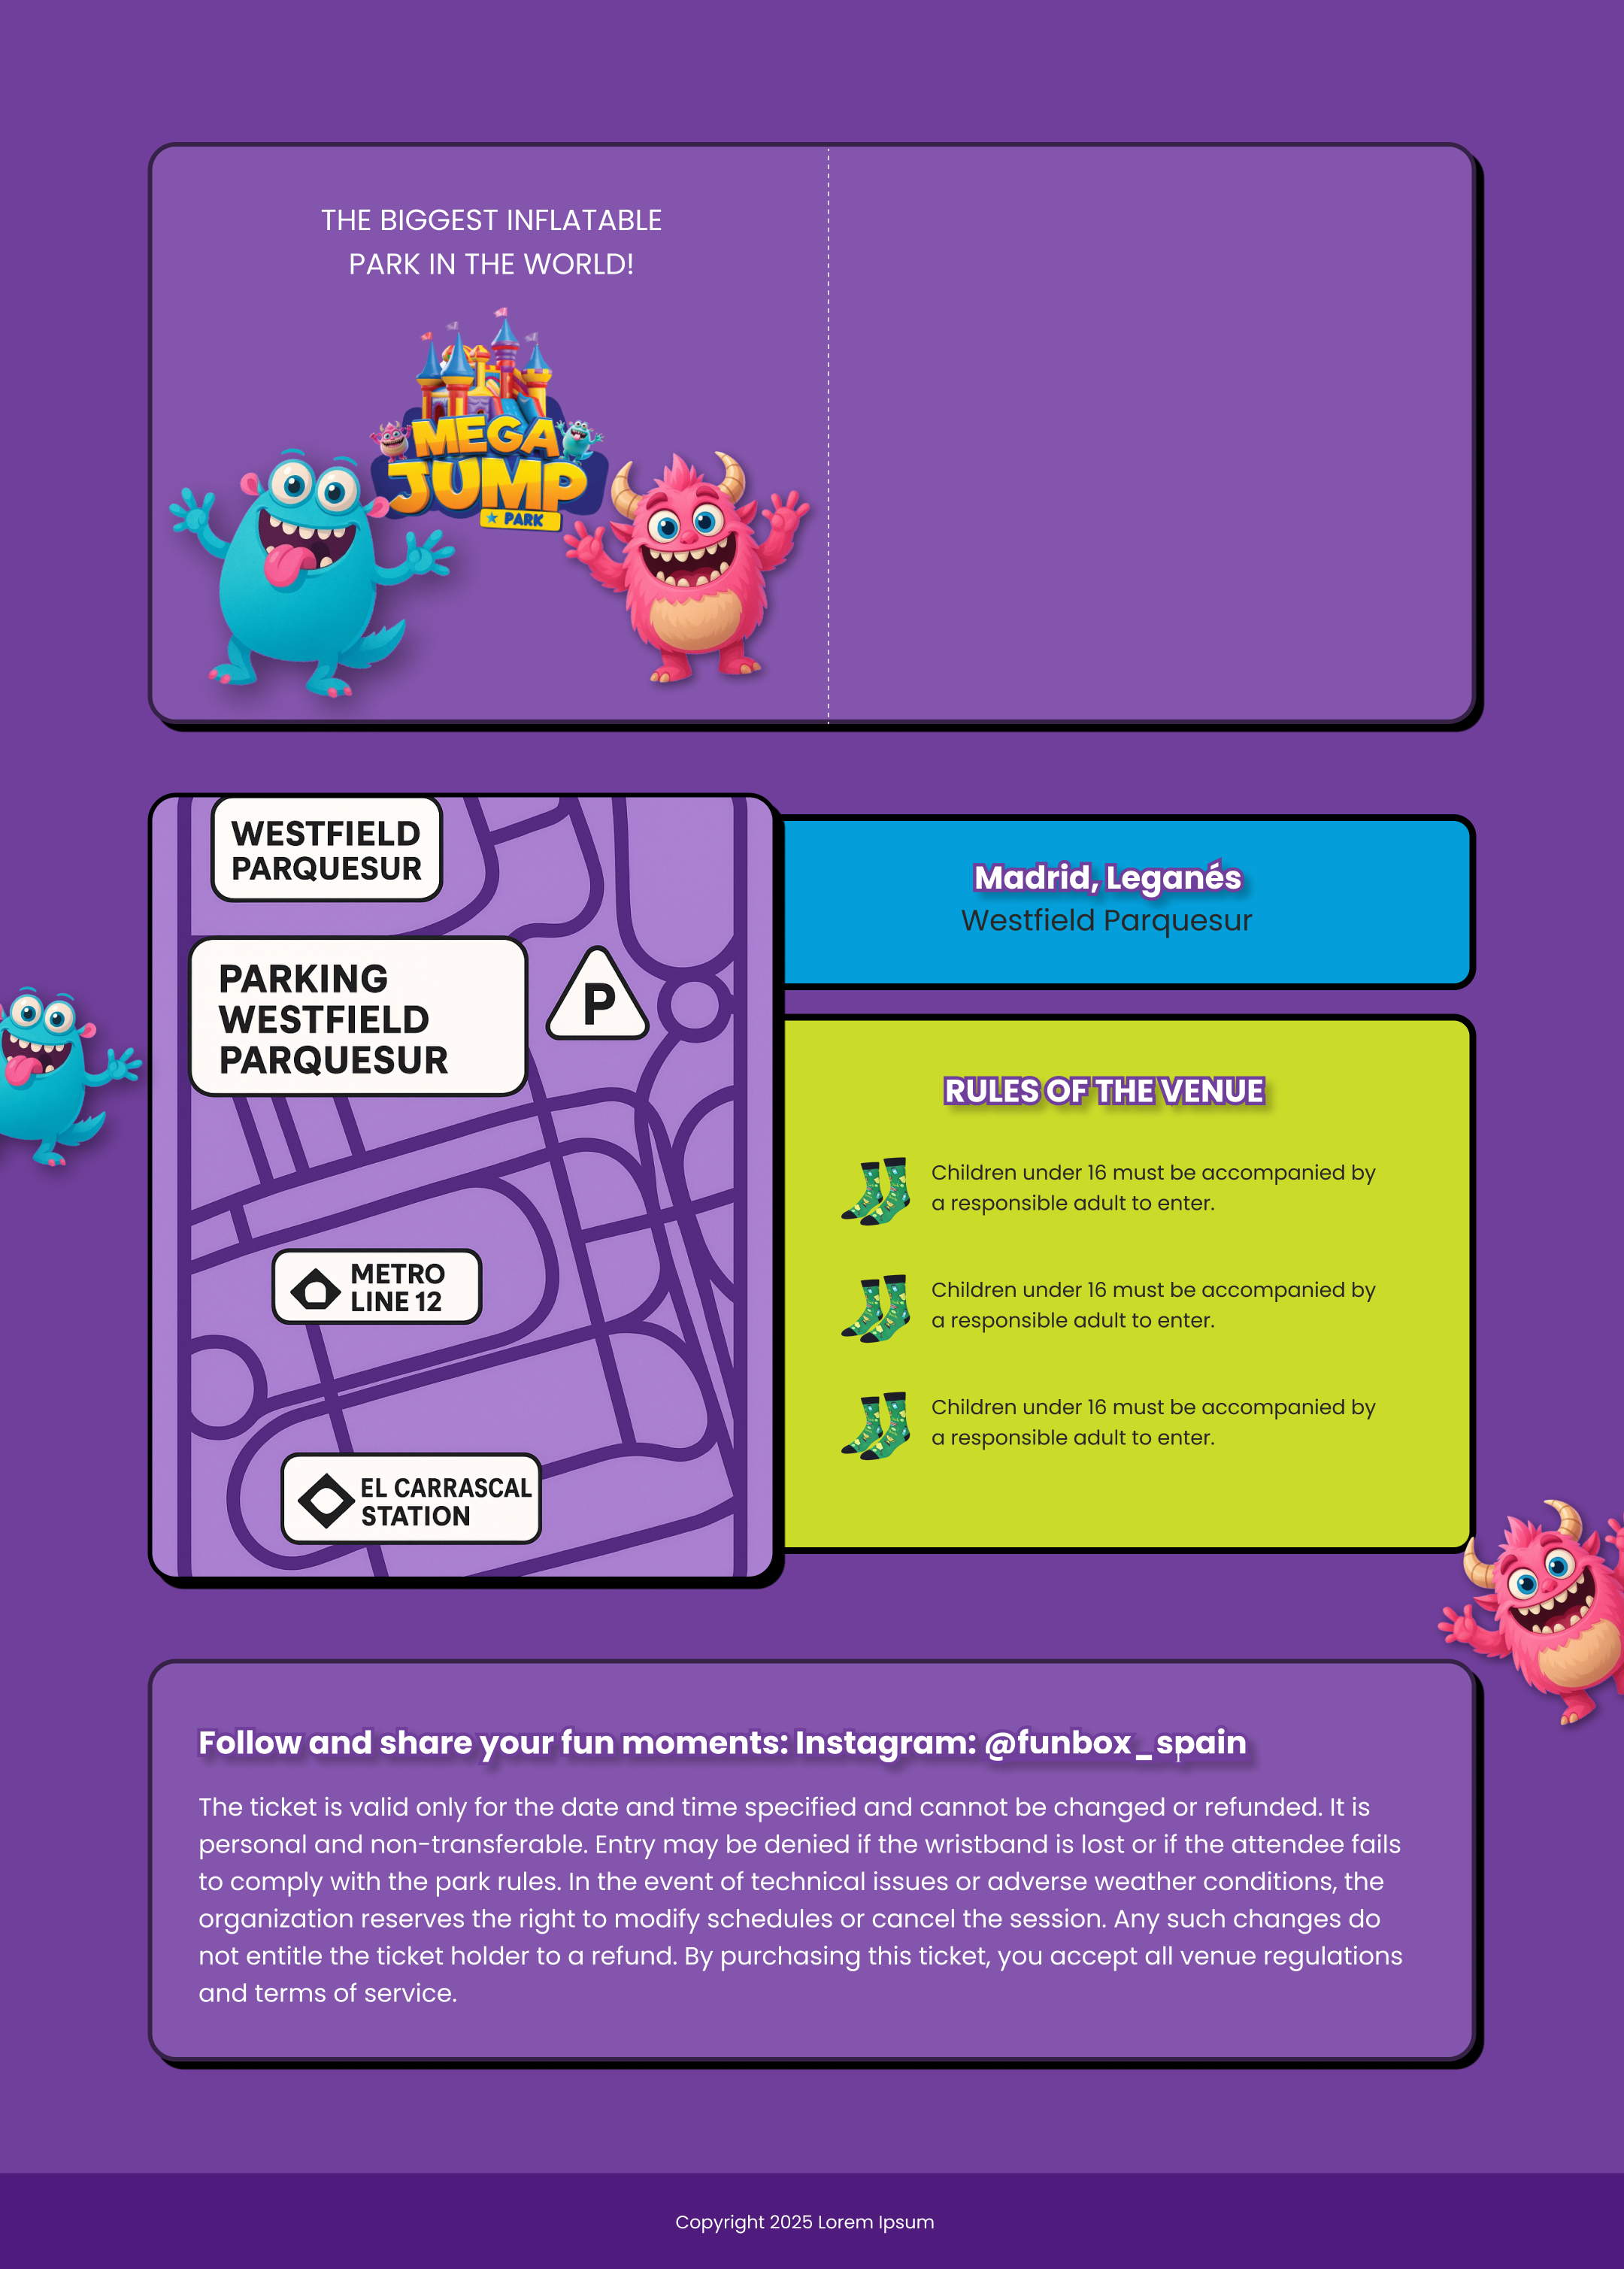 THE BIGGEST INFLATABLE
PARK IN THE WORLD!
MEGA
JUMP
PARK
WESTFIELD
PARQUESUR
PARKING
WESTFIELD
PARQUESUR
P
METRO
LINE 12
EL CARRASCAL
STATION
Madrid, Leganés
Westfield Parquesur
RULES OF THE VENUE
Children under 16 must be accompanied by
a responsible adult to enter.
Children under 16 must be accompanied by
a responsible adult to enter.
Children under 16 must be accompanied by
a responsible adult to enter.
Follow and share your fun moments: Instagram: @funbox_spain
The ticket is valid only for the date and time specified and cannot be changed or refunded. It is
personal and non-transferable. Entry may be denied if the wristband is lost or if the attendee fails
to comply with the park rules. In the event of technical issues or adverse weather conditions, the
organization reserves the right to modify schedules or cancel the session. Any such changes do
not entitle the ticket holder to a refund. By purchasing this ticket, you accept all venue regulations
and terms of service.
Copyright 2025 Lorem Ipsum